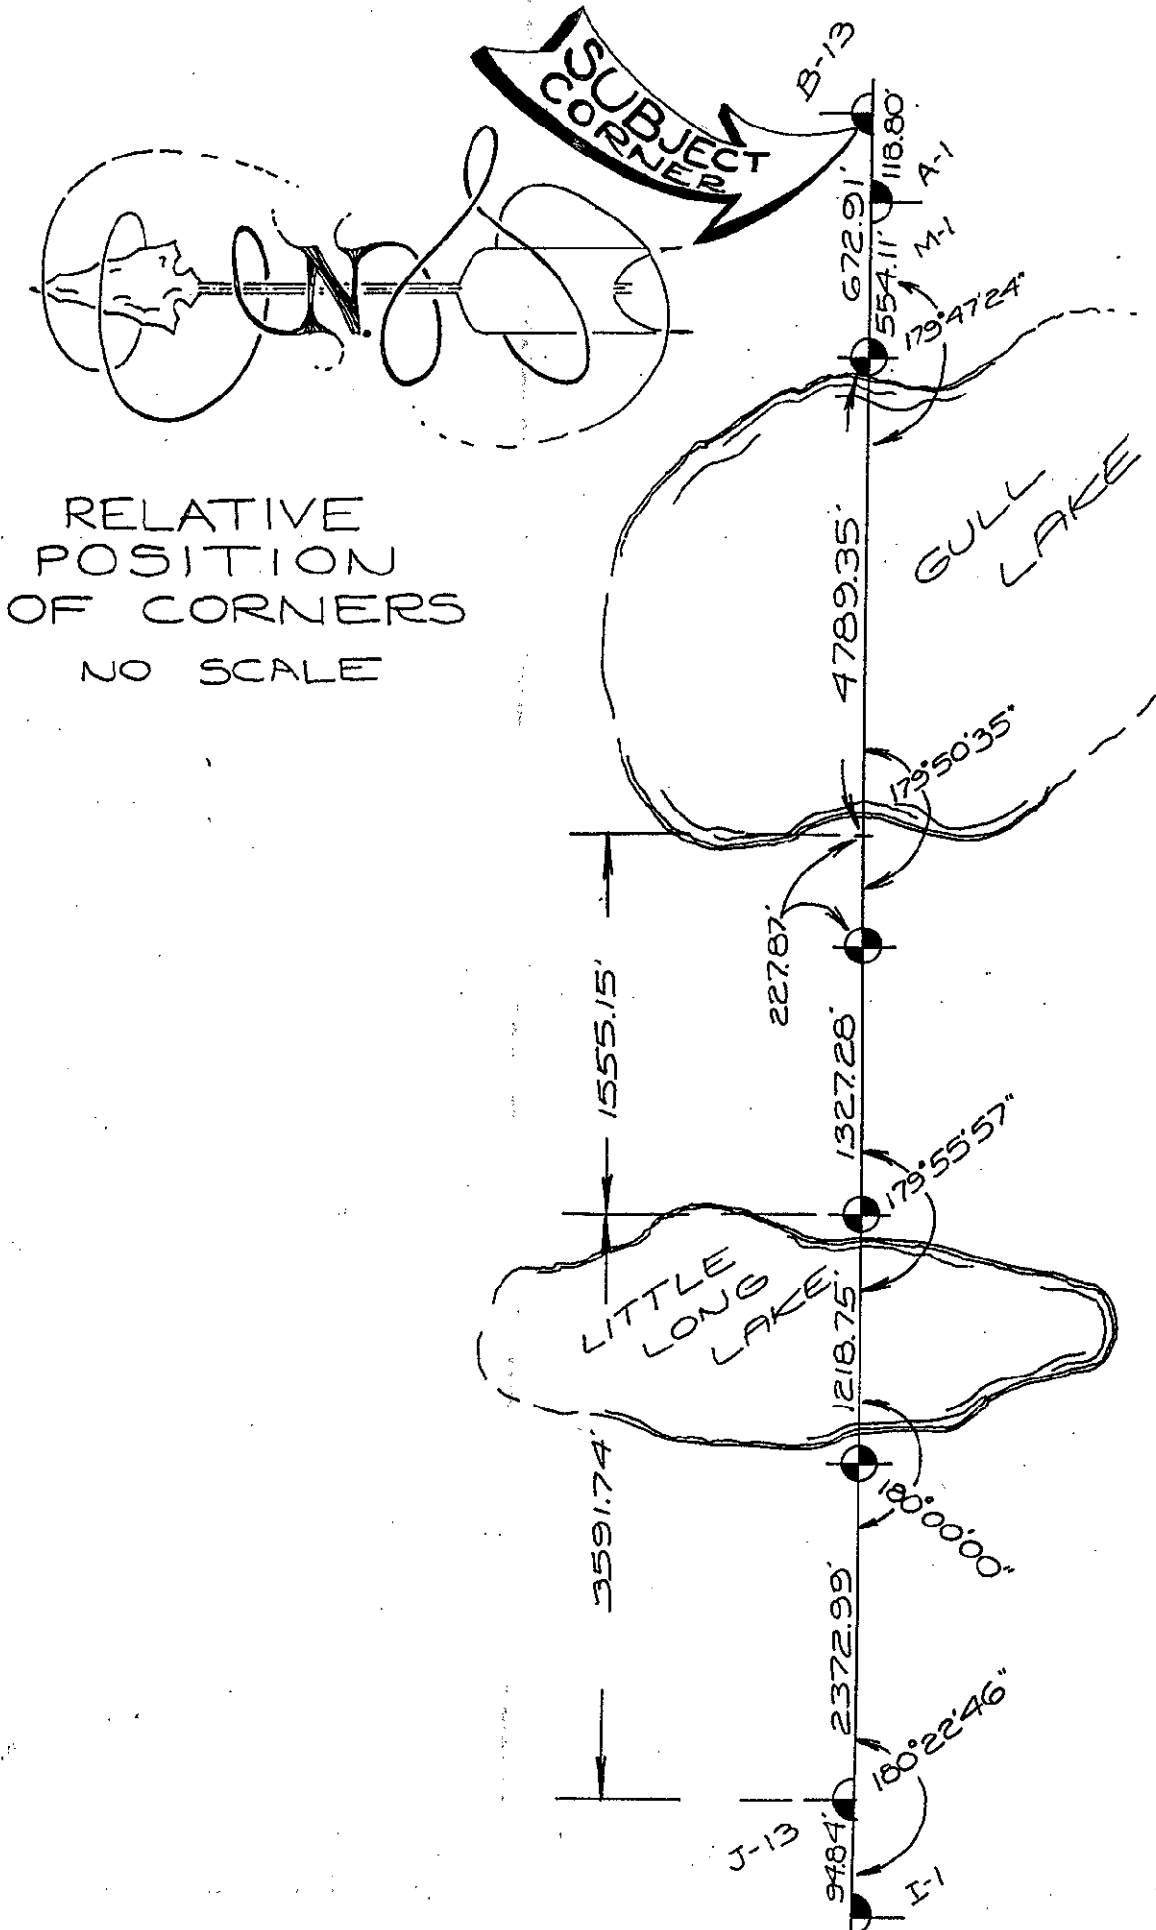 SUBJECT
CORNER
B-13
118.80'
A-1
672.91'
M-1
554.11'
179°47'24"
N.
RELATIVE
POSITION
OF CORNERS
NO SCALE
GULL
LAKE
4789.35'
179°50'35"
227.87'
1555.15'
1327.28'
179°55'57"
LITTLE
LONG
LAKE
1218.75'
180°00'00"
3591.74'
2372.99'
180°22'46"
J-13
94.84'
I-1